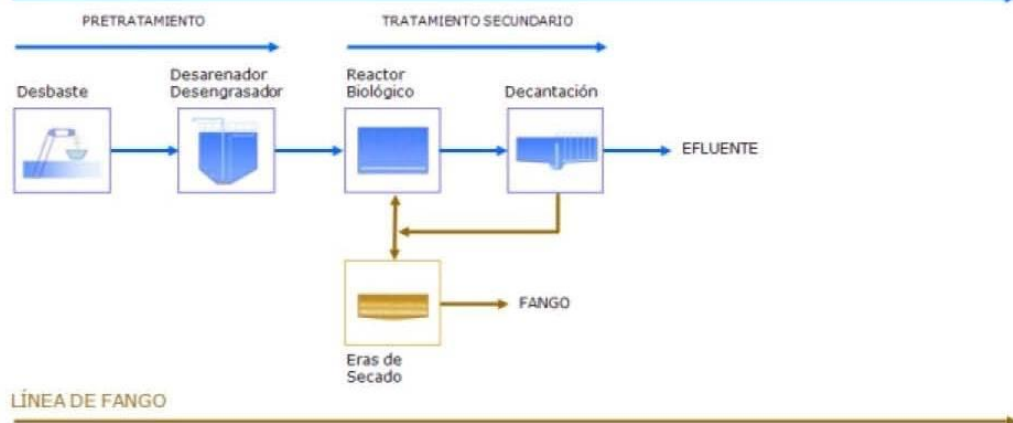 PRETRATAMIENTO
TRATAMIENTO SECUNDARIO
Desbaste
Desarenador
Desengrasador
Reactor
Biológico
Decantación
EFLUENTE
FANGO
Eras de
Secado
LÍNEA DE FANGO